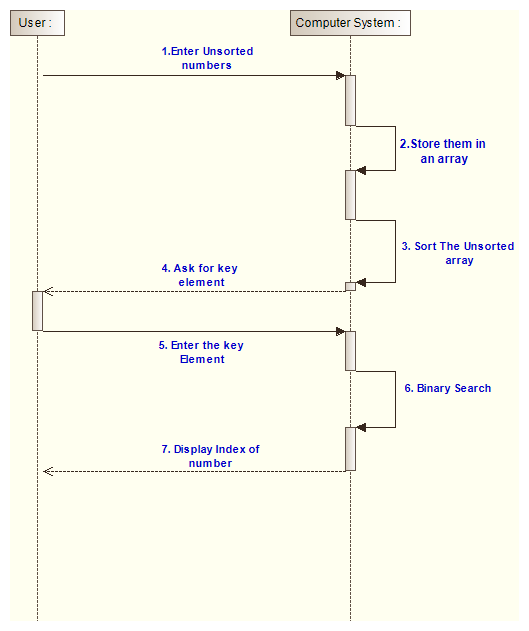 User :
Computer System :
1.Enter Unsorted
numbers
2.Store them in
an array
3. Sort The Unsorted
array
4. Ask for key
element
5. Enter the key
Element
6. Binary Search
7. Display Index of
number